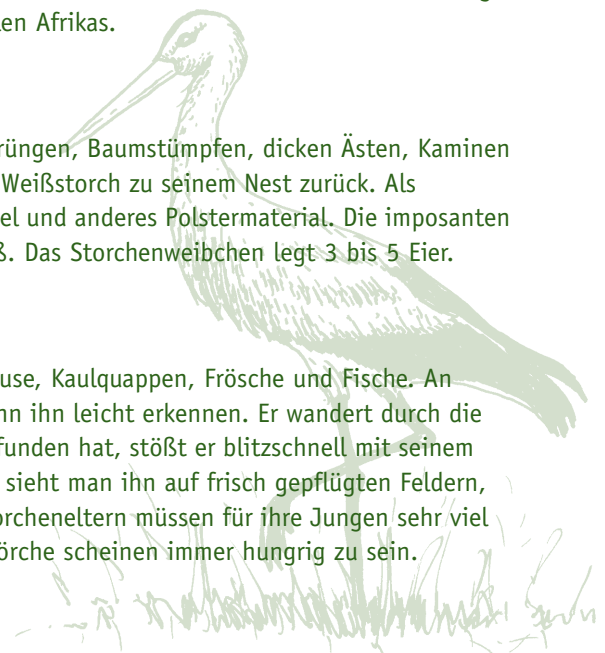 len Afrikas.
rüngen, Baumstümpfen, dicken Ästen, Kaminen
Weißstorch zu seinem Nest zurück. Als
el und anderes Polstermaterial. Die imposanten
ß. Das Storchenweibchen legt 3 bis 5 Eier.
use, Kaulquappen, Frösche und Fische. An
nn ihn leicht erkennen. Er wandert durch die
funden hat, stößt er blitzschnell mit seinem
sieht man ihn auf frisch gepflügten Feldern,
orcheneltern müssen für ihre Jungen sehr viel
örche scheinen immer hungrig zu sein.